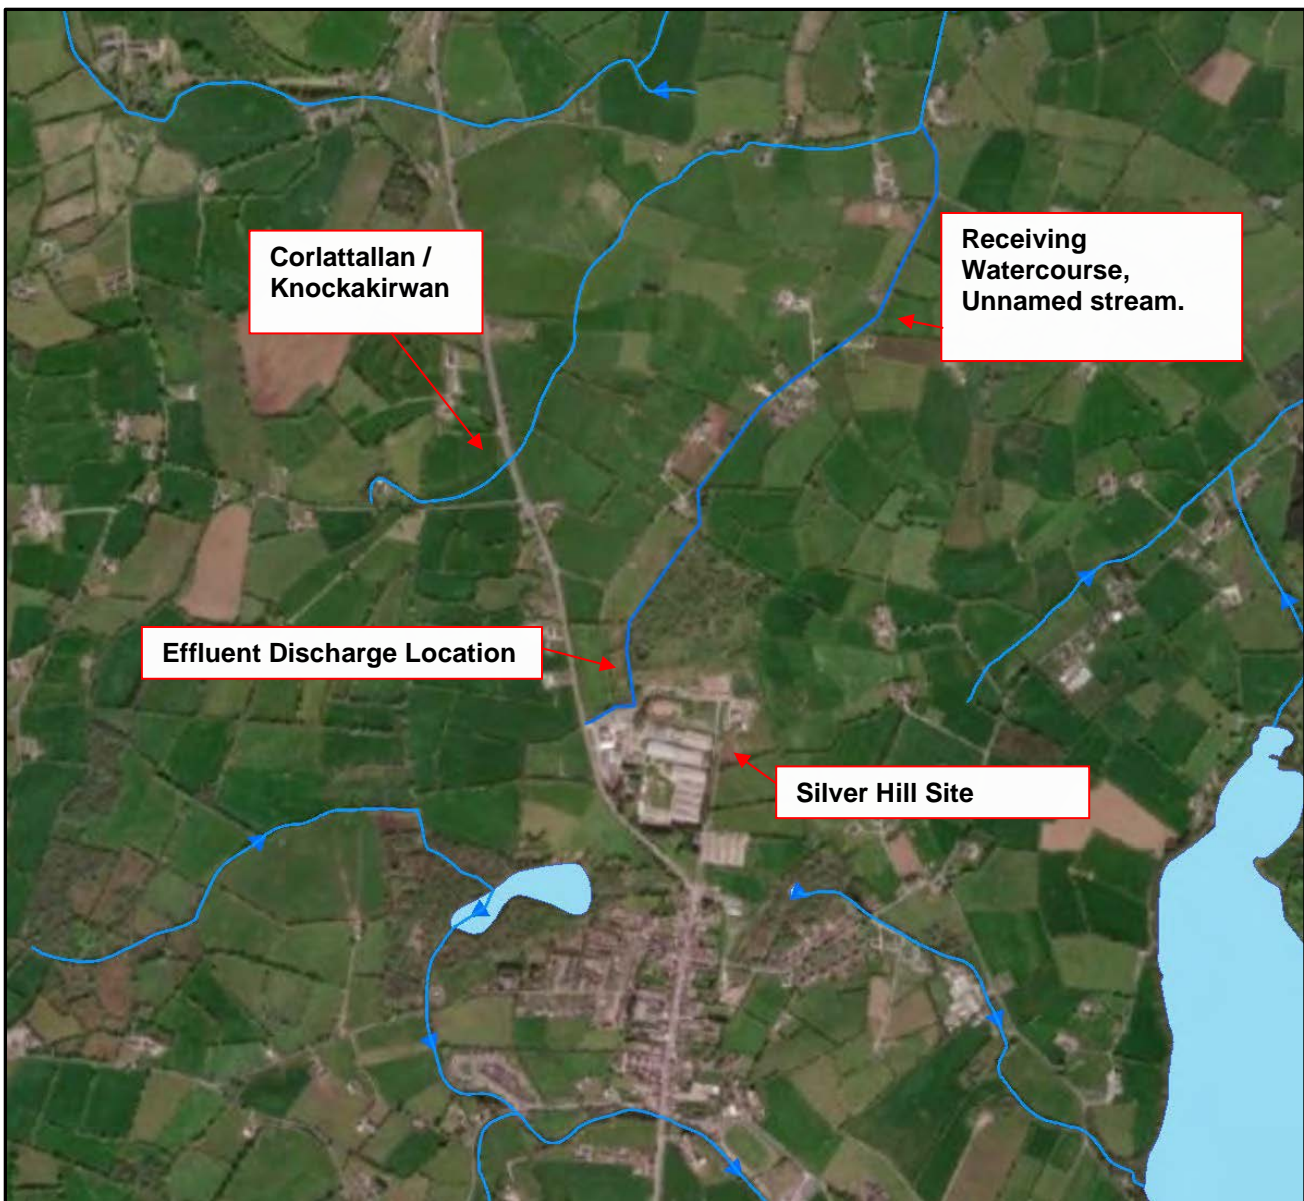 Corlattallan /
Knockakirwan
Receiving
Watercourse,
Unnamed stream.
Effluent Discharge Location
Silver Hill Site